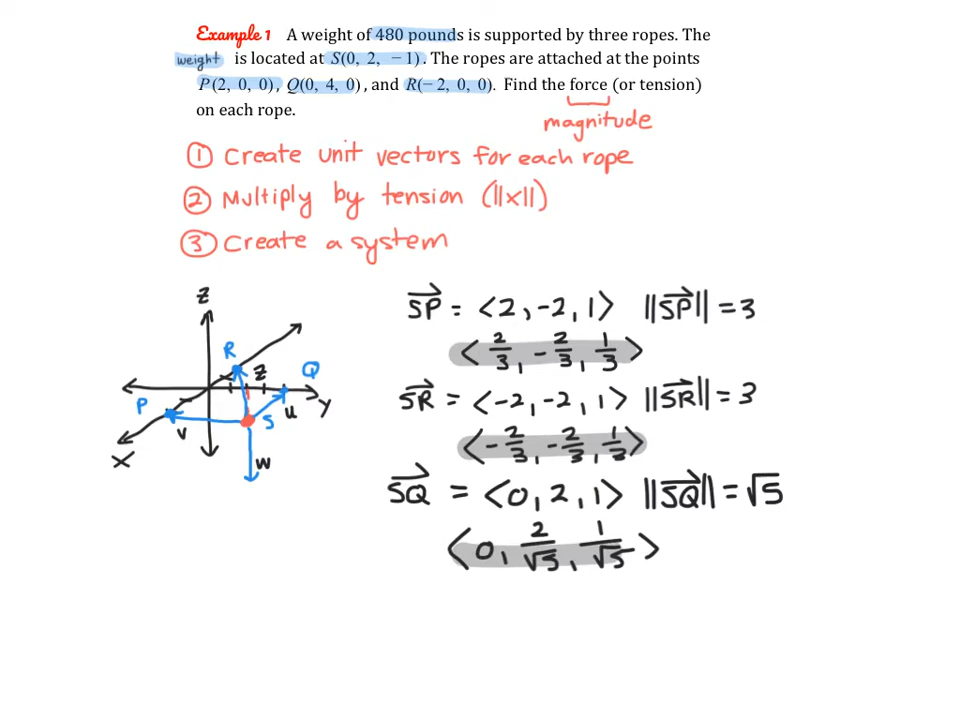 Example 1 A weight of 480 pounds is supported by three ropes. The
weight is located at S(0, 2, −1). The ropes are attached at the points
P(2, 0, 0), Q(0, 4, 0), and R(−2, 0, 0). Find the force (or tension)
on each rope.
magnitude
① Create unit vectors for each rope
② Multiply by tension (||x||)
③ Create a system
Z
R
2
Q
P
S
u
y
v
X
W
SP = <2, -2, 1> ||SP|| = 3
<2/3, -2/3, 1/3>
SR = <-2, -2, 1> ||SR|| = 3
<-2/3, -2/3, 1/3>
SQ = <0, 2, 1> ||SQ|| = √5
<0, 2/√5, 1/√5>